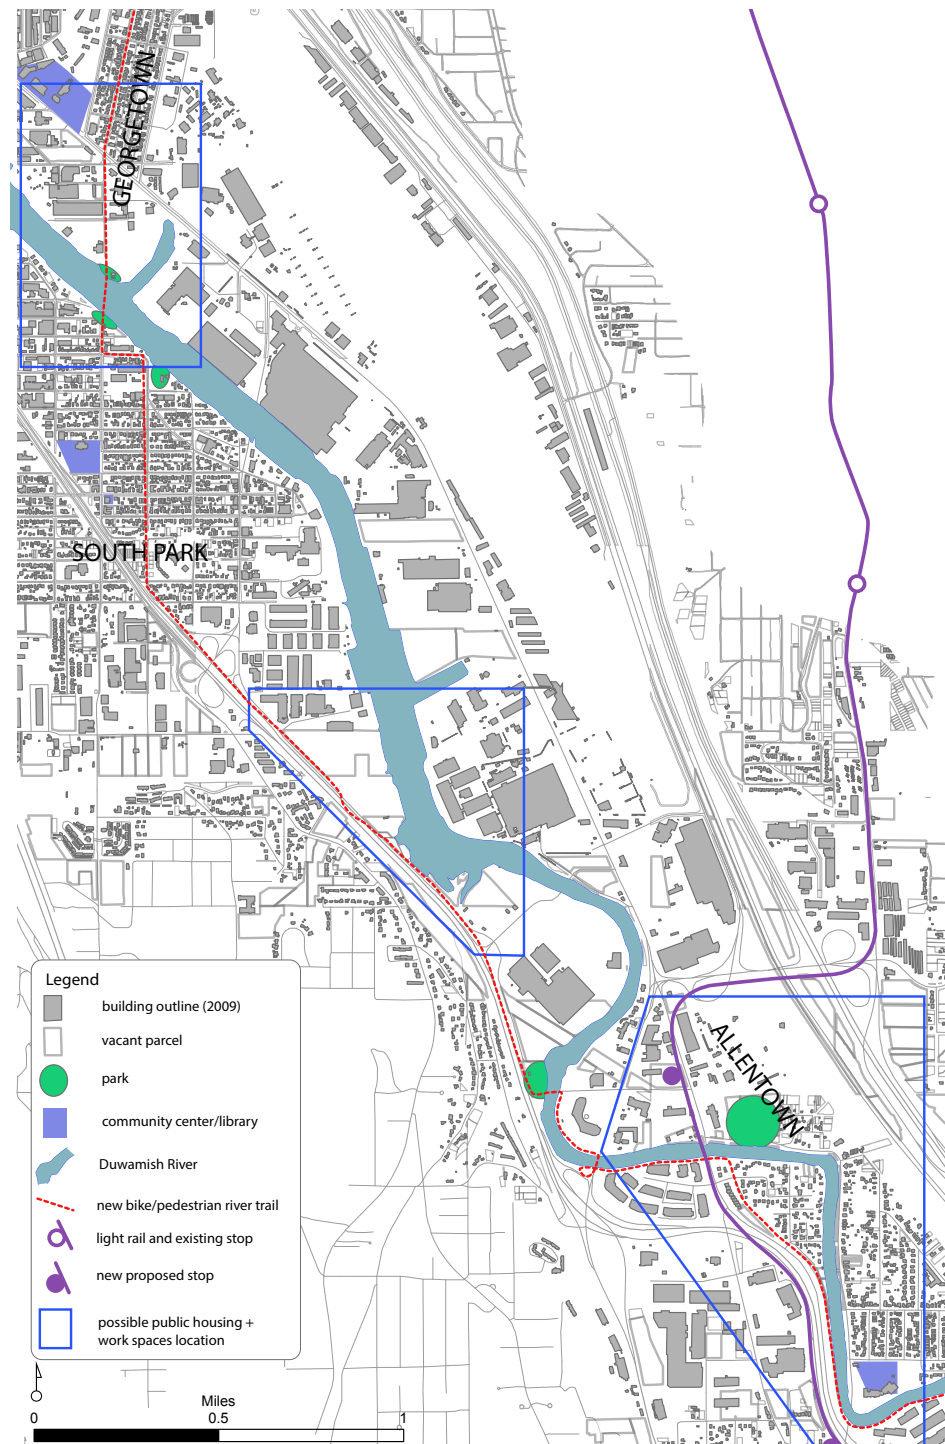 GEORGETOWN
SOUTH PARK
ALLENTOWN
Legend
building outline (2009)
vacant parcel
park
community center/library
Duwamish River
new bike/pedestrian river trail
light rail and existing stop
new proposed stop
possible public housing +
work spaces location
Miles
0 0.5 1